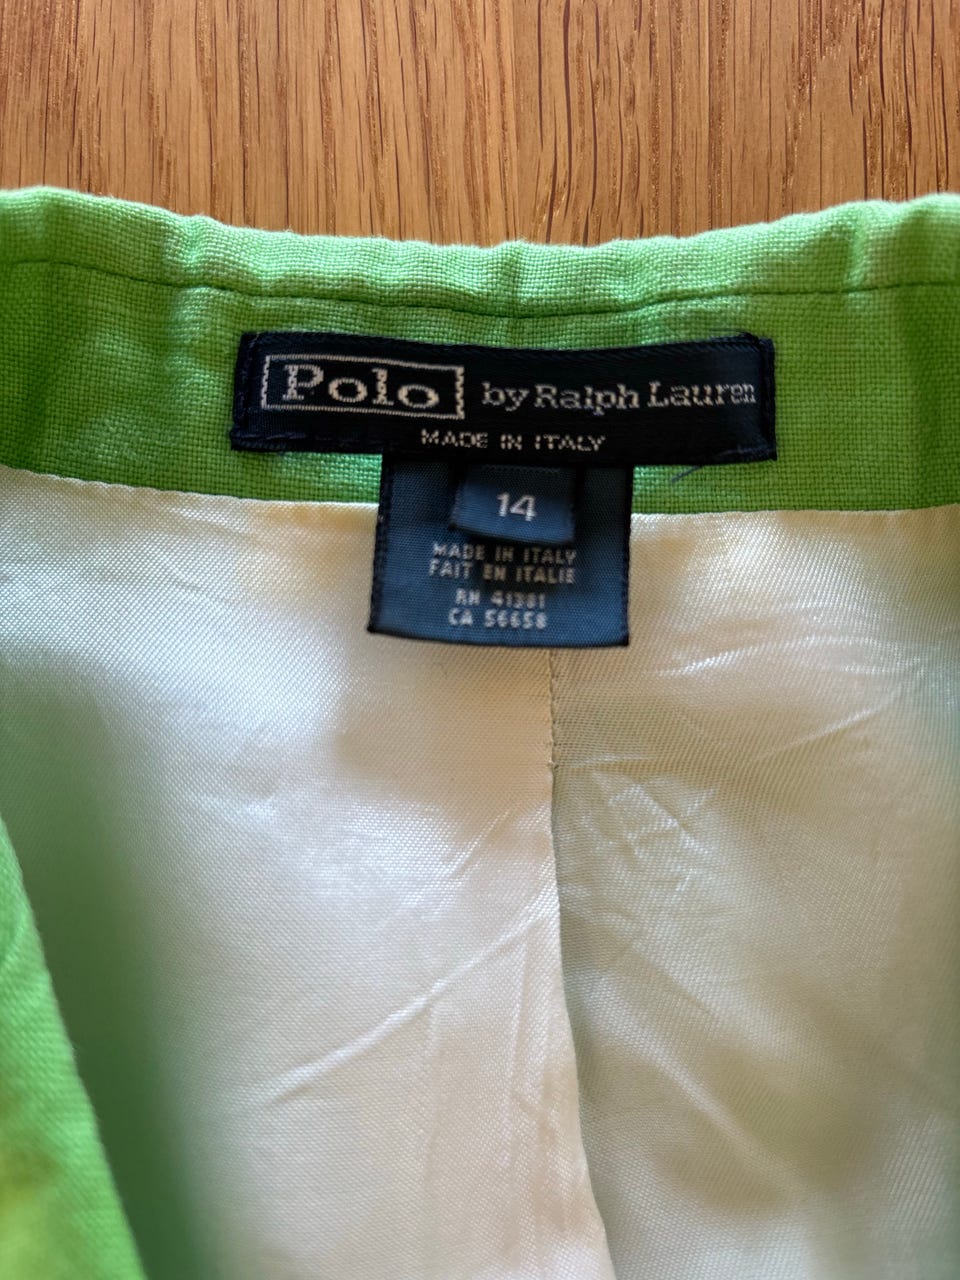 Polo by Ralph Lauren
MADE IN ITALY
14
MADE IN ITALY
FAIT EN ITALIE
RN 41381
CA 56658